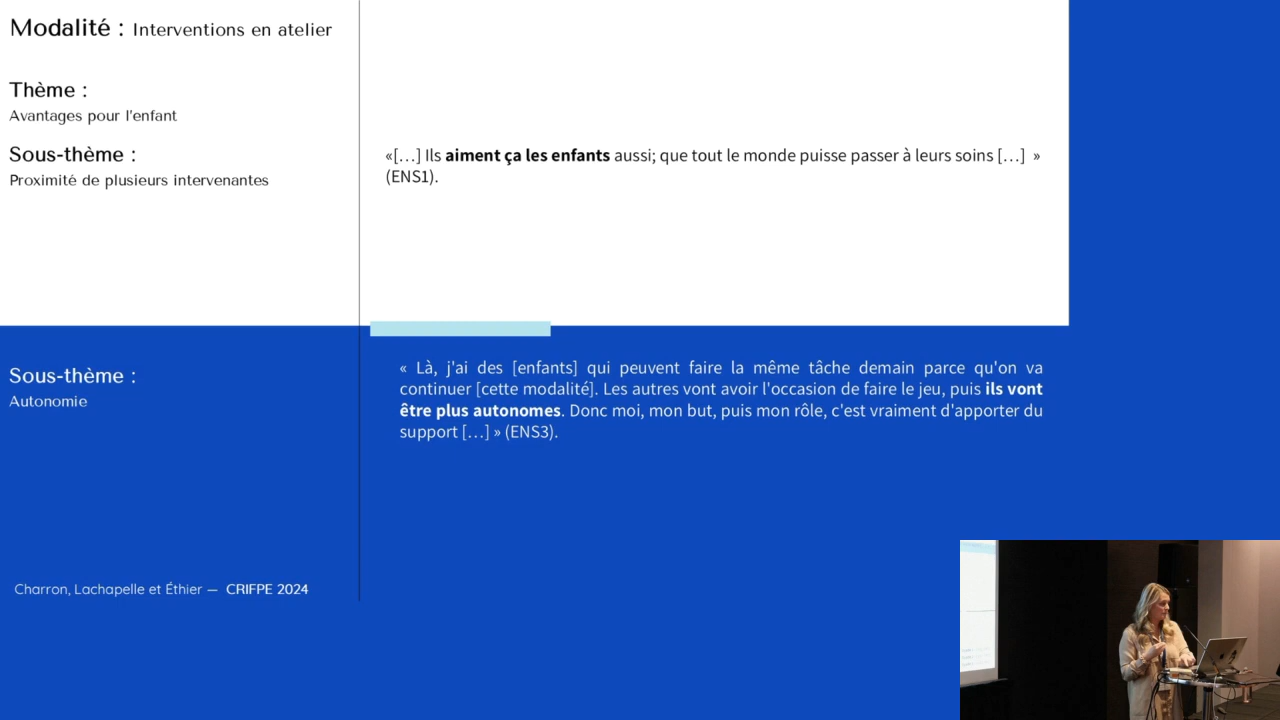 Modalité : Interventions en atelier
Thème :
Avantages pour l'enfant
Sous-thème :
Proximité de plusieurs intervenantes
«[…] Ils aiment ça les enfants aussi; que tout le monde puisse passer à leurs soins […]  »
(ENS1).
Sous-thème :
Autonomie
« Là, j'ai des [enfants] qui peuvent faire la même tâche demain parce qu'on va
continuer [cette modalité]. Les autres vont avoir l'occasion de faire le jeu, puis ils vont
être plus autonomes. Donc moi, mon but, puis mon rôle, c'est vraiment d'apporter du
support […] » (ENS3).
Charron, Lachapelle et Éthier — CRIFPE 2024